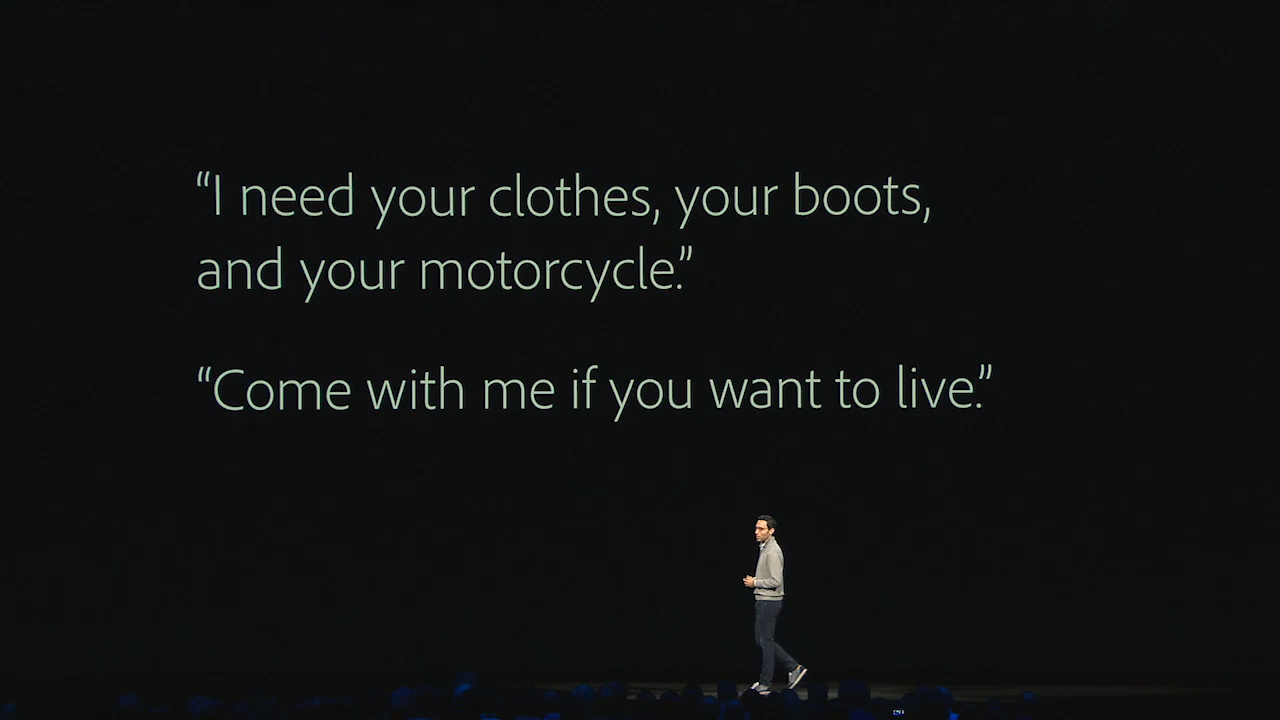 “I need your clothes, your boots,
and your motorcycle.”
“Come with me if you want to live.”